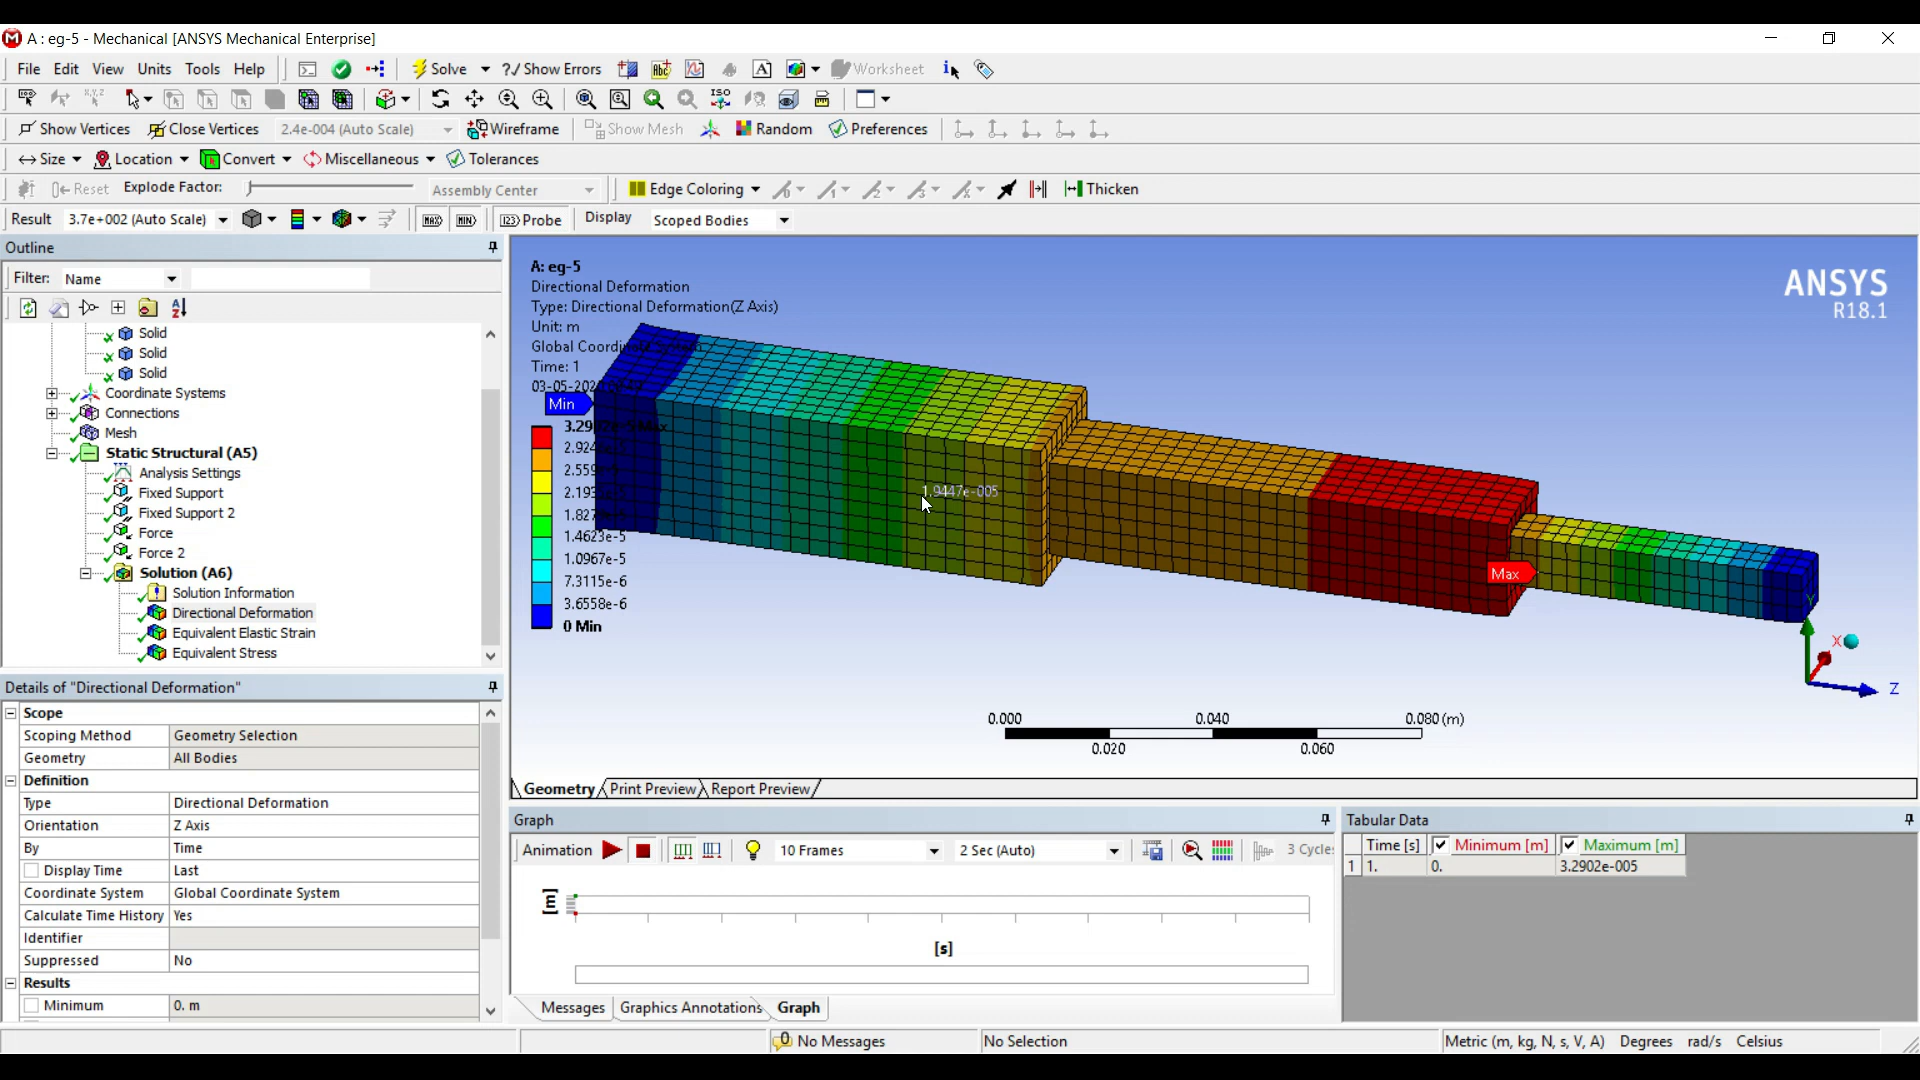 A : eg-5 - Mechanical [ANSYS Mechanical Enterprise]
File Edit View Units Tools Help Solve ?/ Show Errors Worksheet
ISO
Show Vertices Close Vertices 2.4e-004 (Auto Scale) Wireframe Show Mesh Random Preferences
Size Location Convert Miscellaneous Tolerances
Reset Explode Factor: Assembly Center Edge Coloring Thicken
Result 3.7e+002 (Auto Scale) MAX MIN Probe Display Scoped Bodies
Outline
Filter: Name
Solid
Solid
Solid
Coordinate Systems
Connections
Mesh
Static Structural (A5)
Analysis Settings
Fixed Support
Fixed Support 2
Force
Force 2
Solution (A6)
Solution Information
Directional Deformation
Equivalent Elastic Strain
Equivalent Stress
Details of "Directional Deformation"
Scope
Scoping Method Geometry Selection
Geometry All Bodies
Definition
Type Directional Deformation
Orientation Z Axis
By Time
Display Time Last
Coordinate System Global Coordinate System
Calculate Time History Yes
Identifier
Suppressed No
Results
Minimum 0. m
A: eg-5
Directional Deformation
Type: Directional Deformation(Z Axis)
Unit: m
Global Coordinate System
Time: 1
ANSYS
R18.1
Min
1.4623e-5
1.0967e-5
7.3115e-6
3.6558e-6
0 Min
1.9447e-005
Max
Y
X
Z
0.000 0.040 0.080 (m)
0.020 0.060
Geometry Print Preview Report Preview
Graph
Animation 10 Frames 2 Sec (Auto) 3 Cycles
[m]
[s]
Messages Graphics Annotations Graph
Tabular Data
Time [s] Minimum [m] Maximum [m]
1 1. 0. 3.2902e-005
0 No Messages No Selection Metric (m, kg, N, s, V, A) Degrees rad/s Celsius